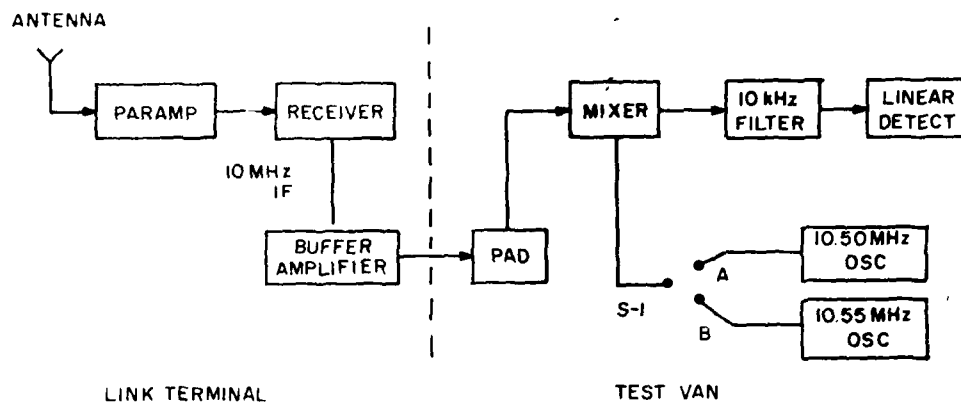 ANTENNA
PARAMP
RECEIVER
MIXER
10 kHz
FILTER
LINEAR
DETECT
10 MHz
IF
BUFFER
AMPLIFIER
PAD
10.50 MHz
OSC
A
S-1
B
10.55 MHz
OSC
LINK TERMINAL
TEST VAN